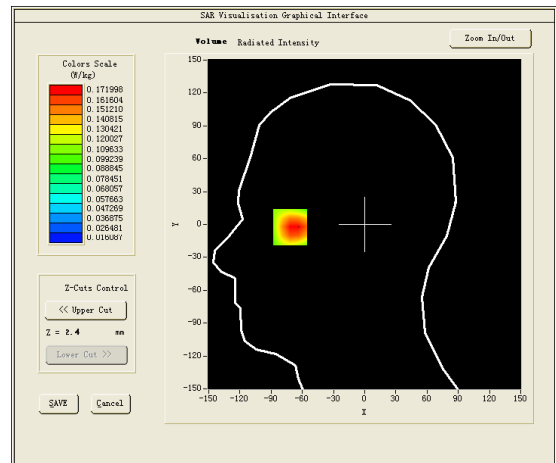 SAR Visualisation Graphical Interface
Volume Radiated Intensity
Zoom In/Out
Colors Scale
(W/kg)
0.171998
0.161604
0.151210
0.140815
0.130421
0.120027
0.109633
0.099239
0.088845
0.078451
0.068057
0.057663
0.047269
0.036875
0.026481
0.016087
Z-Cuts Control
<< Upper Cut
Z = 2.4 mm
Lower Cut >>
SAVE
Cancel
150
120
90
60
30
0
-30
-60
-90
-120
-150
Y
-150 -120 -90 -60 -30 0 30 60 90 120 150
X